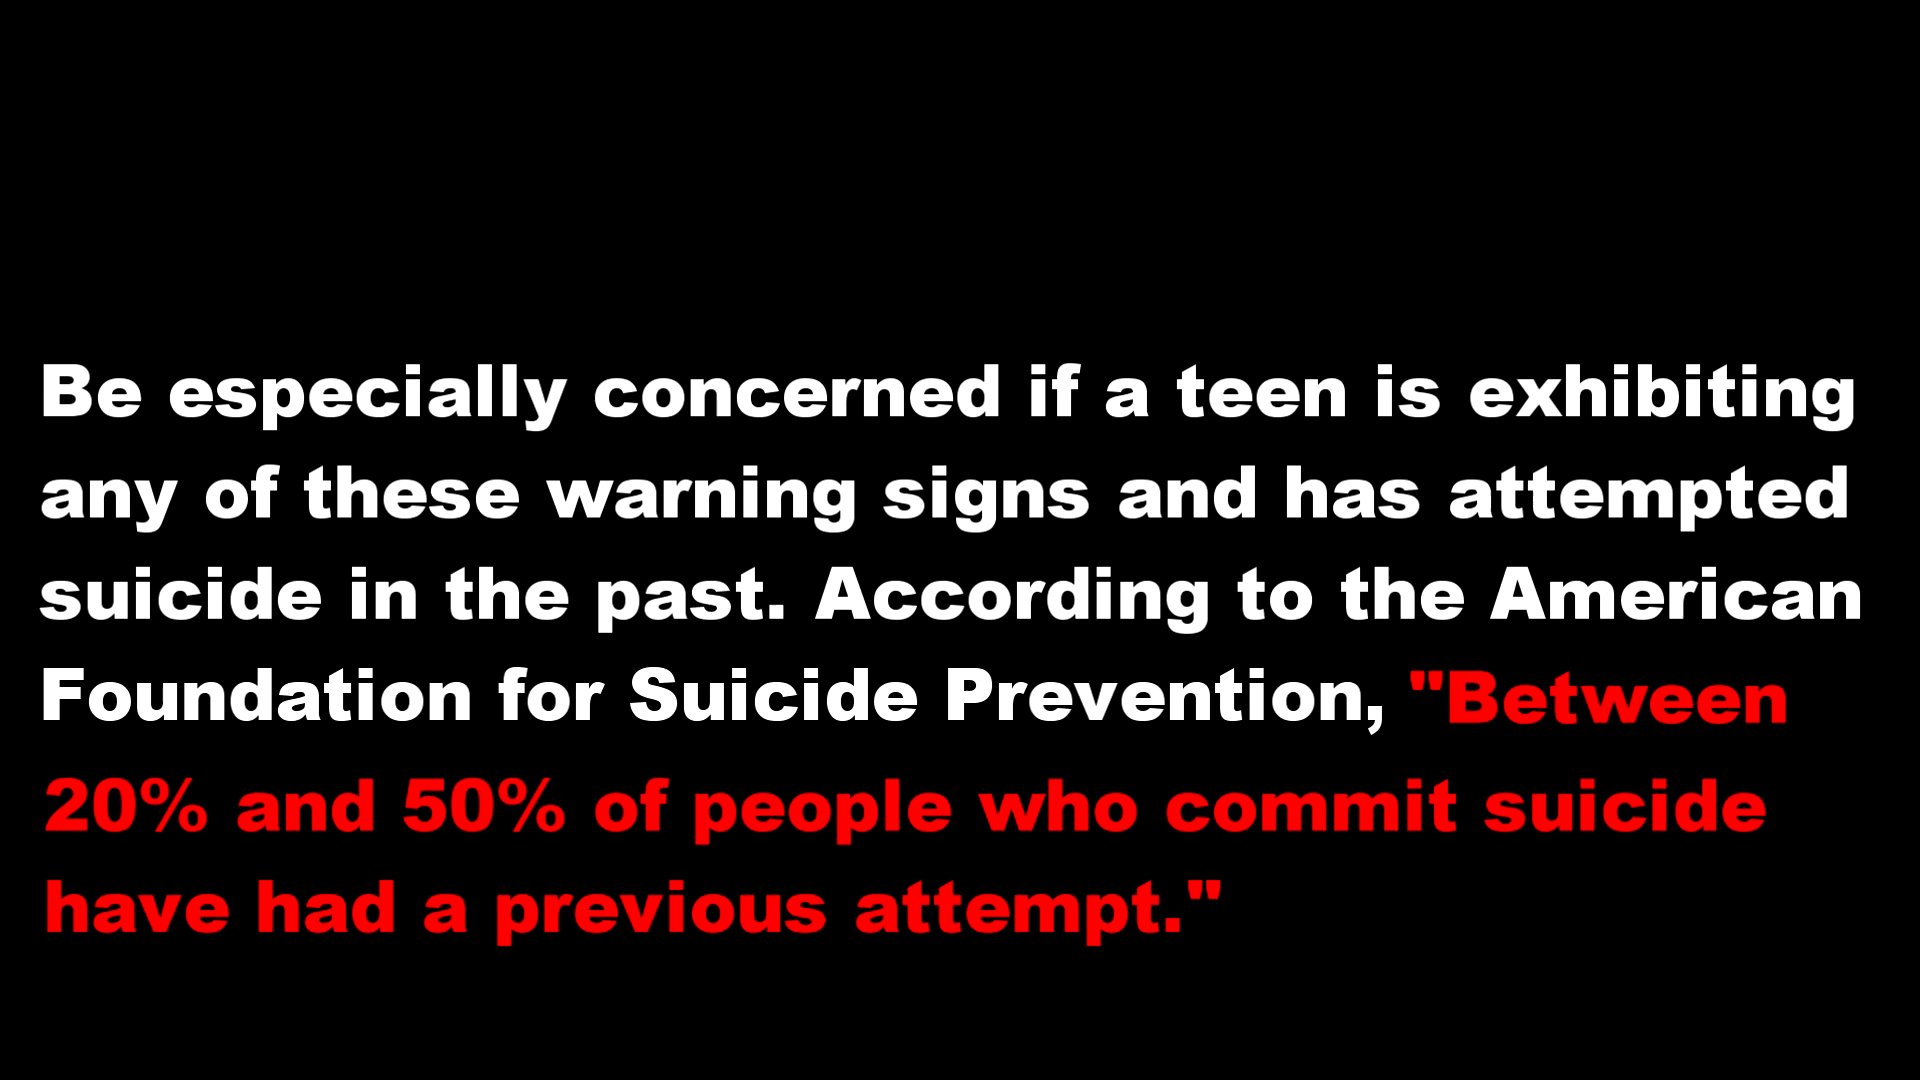 Be especially concerned if a teen is exhibiting
any of these warning signs and has attempted
suicide in the past. According to the American
Foundation for Suicide Prevention, "Between
20% and 50% of people who commit suicide
have had a previous attempt."